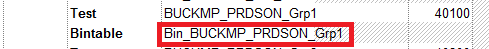 Test BUCKMP_PRDSON_Grp1 40100
Bintable Bin_BUCKMP_PRDSON_Grp1